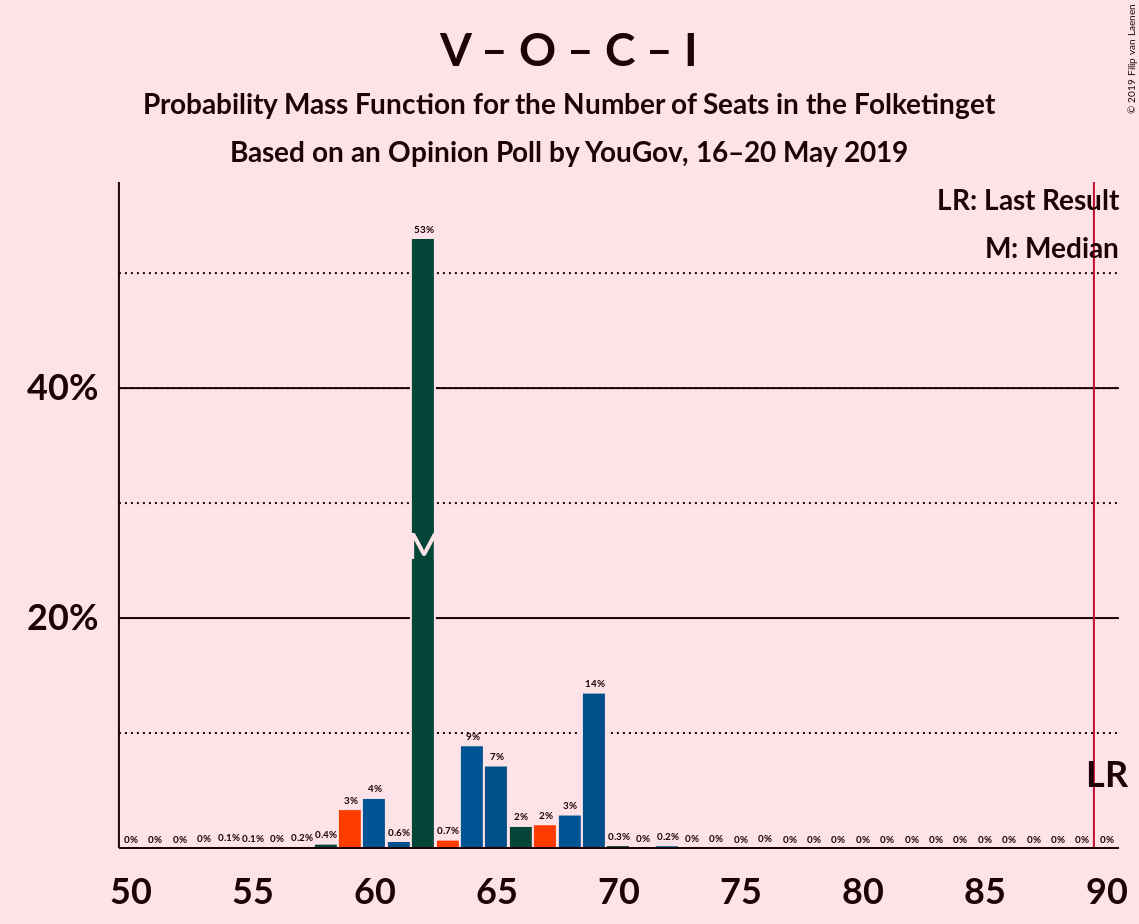 V – O – C – I
Probability Mass Function for the Number of Seats in the Folketinget
Based on an Opinion Poll by YouGov, 16–20 May 2019
© 2019 Filip van Laenen
LR: Last Result
M: Median
53%
40%
M
20%
14%
9%
7%
LR
0% 0% 0% 0% 0.1% 0.1% 0% 0.2% 0.4% 3% 4% 0.6% 0.7% 2% 2% 3% 0.3% 0% 0.2% 0% 0% 0% 0% 0% 0% 0% 0% 0% 0% 0% 0% 0% 0% 0% 0% 0% 0%
50 55 60 65 70 75 80 85 90